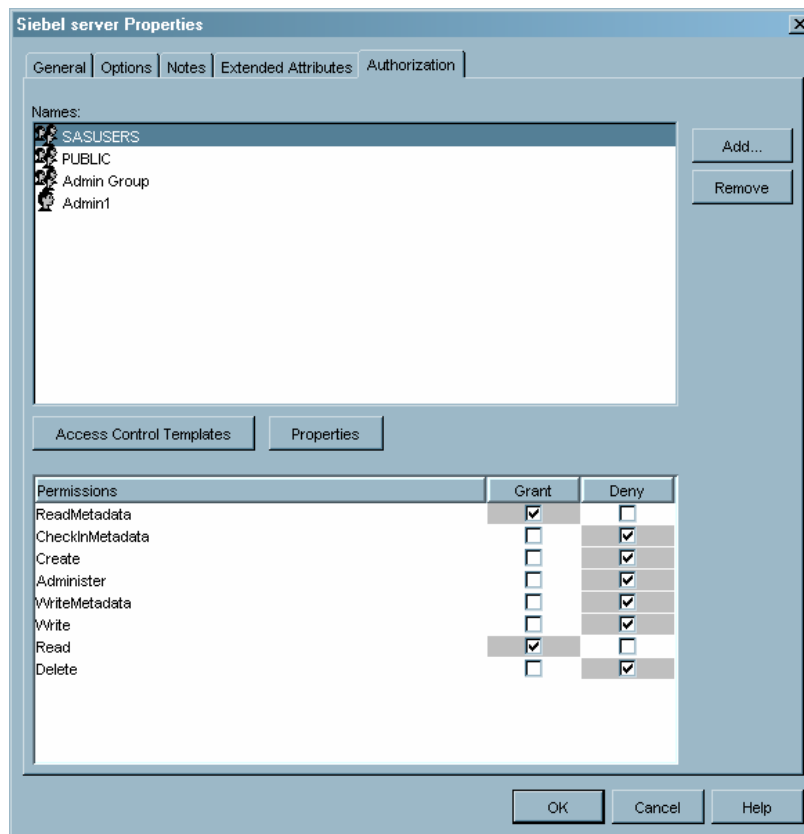 Siebel server Properties
General Options Notes Extended Attributes Authorization
Names:
SASUSERS
PUBLIC
Admin Group
Admin1
Add...
Remove
Access Control Templates Properties
Permissions Grant Deny
ReadMetadata
CheckInMetadata
Create
Administer
WriteMetadata
Write
Read
Delete
OK Cancel Help